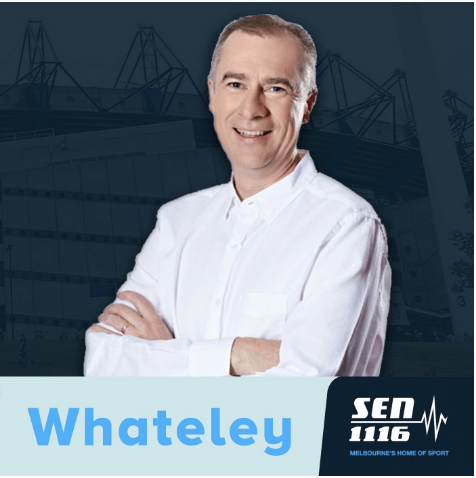 Whateley
SEN
1116
MELBOURNE'S HOME OF SPORT